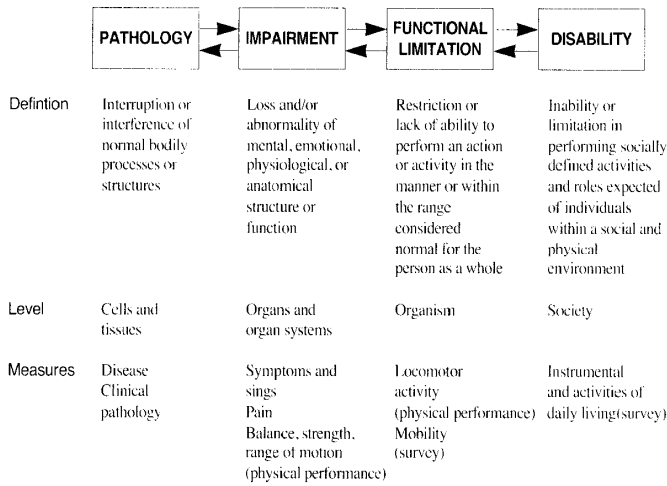 PATHOLOGY
IMPAIRMENT
FUNCTIONAL
LIMITATION
DISABILITY
Defintion
Interruption or
interference of
normal bodily
processes or
structures
Loss and/or
abnormality of
mental, emotional,
physiological, or
anatomical
structure or
function
Restriction or
lack of ability to
perform an action
or activity in the
manner or within
the range
considered
normal for the
person as a whole
Inability or
limitation in
performing socially
defined activities
and roles expected
of individuals
within a social and
physical
environment
Level
Cells and
tissues
Organs and
organ systems
Organism
Society
Measures
Disease
Clinical
pathology
Symptoms and
sings
Pain
Balance, strength,
range of motion
(physical performance)
Locomotor
activity
(physical performance)
Mobility
(survey)
Instrumental
and activities of
daily living(survey)